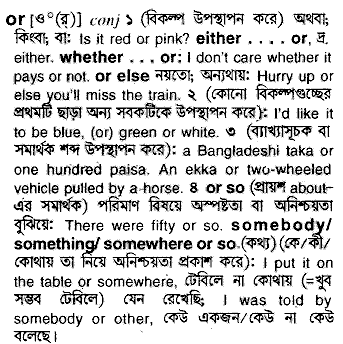 or [ও°(র্)] conj ১ (বিকল্প উপস্থাপন করে) অথবা;
কিংবা; বা: Is it red or pink? either . . . . or, দ্র.
either. whether . . . or: I don't care whether it
pays or not. or else নয়তো; অন্যথায়: Hurry up or
else you'll miss the train. ২ (কোনো বিকল্পগুচ্ছের
প্রথমটি ছাড়া অন্য সবকটিকে উপস্থাপন করে): I'd like it
to be blue, (or) green or white. ৩ (ব্যাখ্যাসূচক বা
সমার্থক শব্দ উপস্থাপন করে): a Bangladeshi taka or
one hundred paisa. An ekka or two-wheeled
vehicle pulled by a horse. ৪ or so (প্রায়শ about–
এর সমার্থক) পরিমাণ বিষয়ে অস্পষ্টতা বা অনিশ্চয়তা
বুঝিয়ে: There were fifty or so. somebody/
something/ somewhere or so (কথ্য) (কে/কী/
কোথায় তা নিয়ে অনিশ্চয়তা প্রকাশ করে): I put it on
the table or somewhere, টেবিলে না কোথায় (=খুব
সম্ভব টেবিলে) যেন রেখেছি; I was told by
somebody or other, কেউ একজন/কেউ না কেউ
বলেছে।